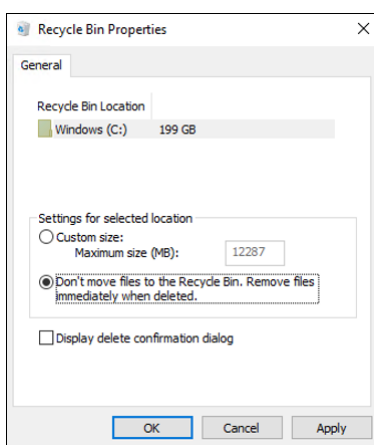 Recycle Bin Properties
General
Recycle Bin Location
Windows (C:) 199 GB
Settings for selected location
Custom size:
Maximum size (MB): 12287
Don't move files to the Recycle Bin. Remove files
immediately when deleted.
Display delete confirmation dialog
OK Cancel Apply